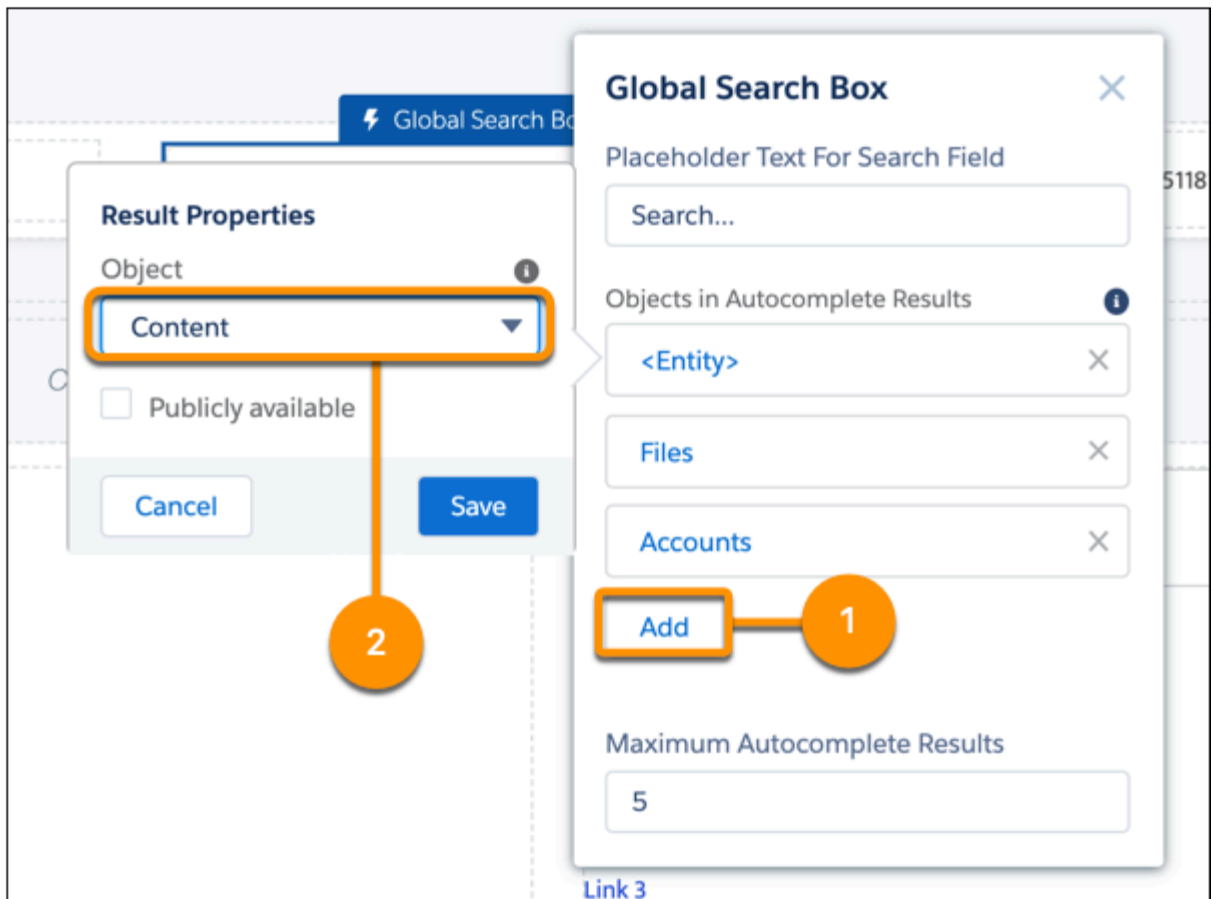 Global Search Box
Global Search Bo
Placeholder Text For Search Field
5118
Search...
Result Properties
Object
Content
Publicly available
Cancel
Save
Objects in Autocomplete Results
<Entity>
Files
Accounts
Add
1
2
Maximum Autocomplete Results
5
Link 3
C